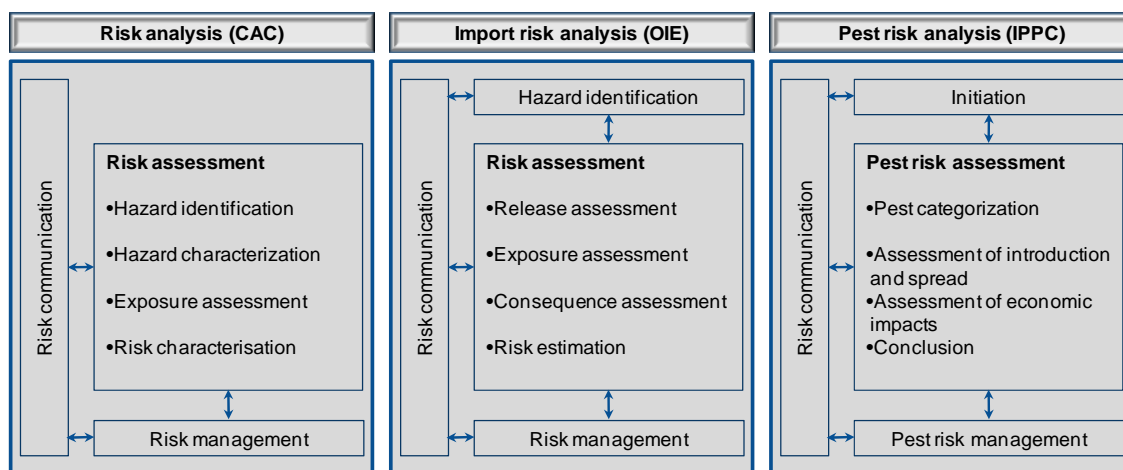 Risk analysis (CAC)
Risk communication
Risk assessment
•Hazard identification
•Hazard characterization
•Exposure assessment
•Risk characterisation
Risk management
Import risk analysis (OIE)
Risk communication
Hazard identification
Risk assessment
•Release assessment
•Exposure assessment
•Consequence assessment
•Risk estimation
Risk management
Pest risk analysis (IPPC)
Risk communication
Initiation
Pest risk assessment
•Pest categorization
•Assessment of introduction
and spread
•Assessment of economic
impacts
•Conclusion
Pest risk management